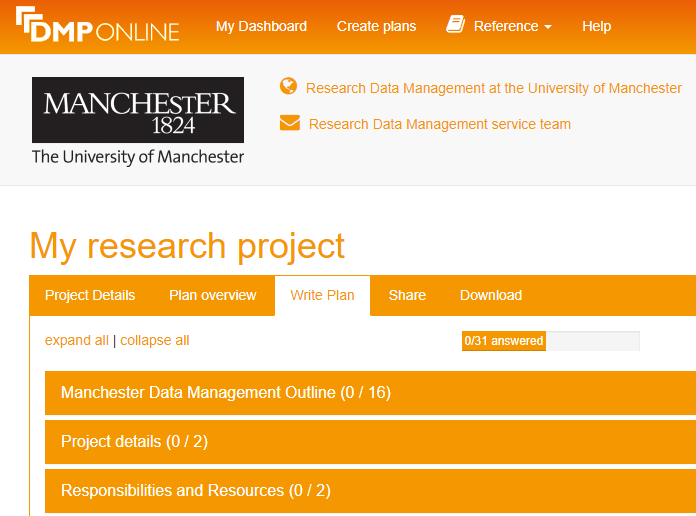 DMPONLINE My Dashboard Create plans Reference Help
MANCHESTER
1824
The University of Manchester
Research Data Management at the University of Manchester
Research Data Management service team
My research project
Project Details Plan overview Write Plan Share Download
expand all | collapse all 0/31 answered
Manchester Data Management Outline (0 / 16)
Project details (0 / 2)
Responsibilities and Resources (0 / 2)